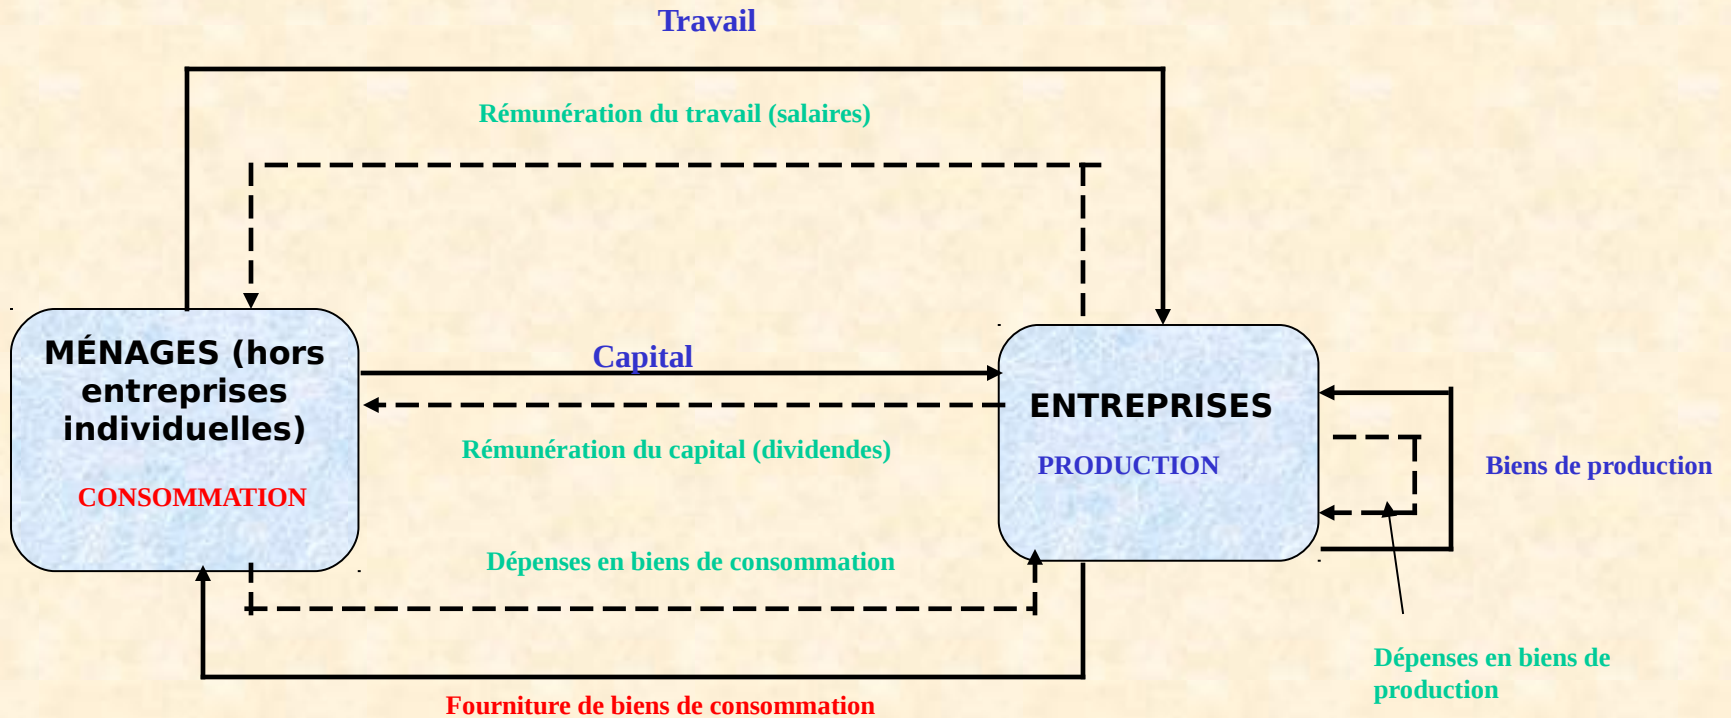 Travail
Rémunération du travail (salaires)
MÉNAGES (hors
entreprises
individuelles)
CONSOMMATION
Capital
Rémunération du capital (dividendes)
ENTREPRISES
PRODUCTION
Biens de production
Dépenses en biens de consommation
Dépenses en biens de
production
Fourniture de biens de consommation